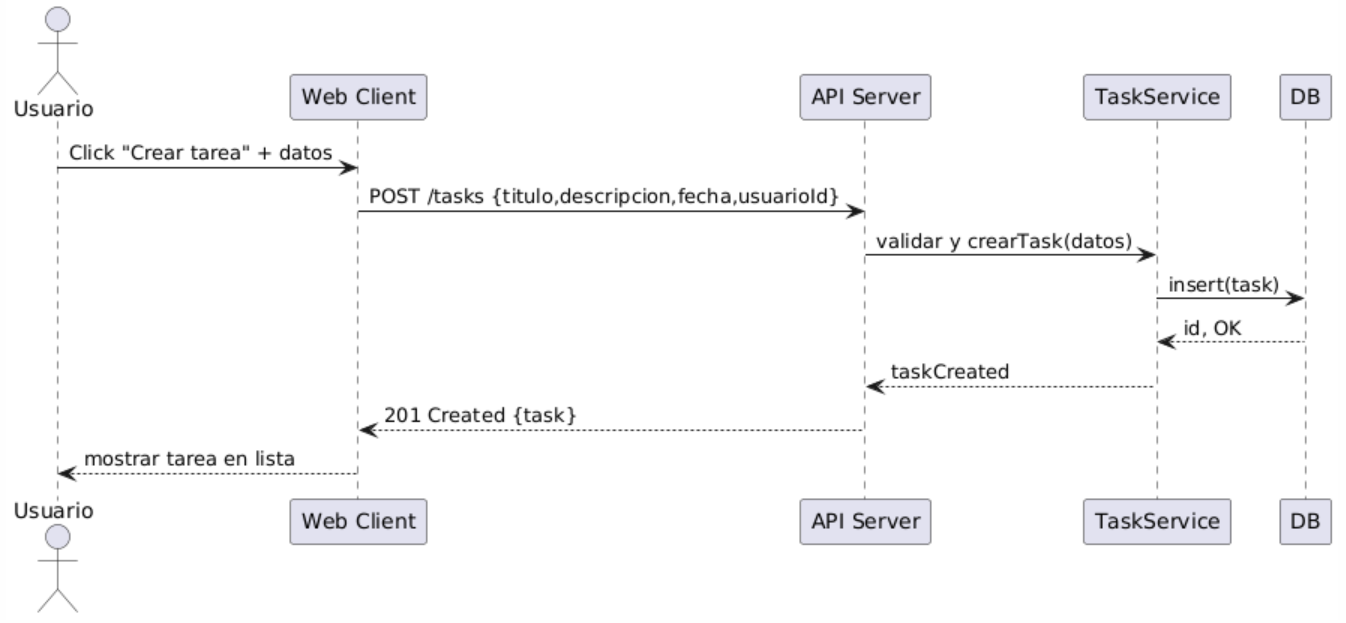 Usuario
Web Client
API Server
TaskService
DB
Click "Crear tarea" + datos
POST /tasks {titulo,descripcion,fecha,usuarioId}
validar y crearTask(datos)
insert(task)
id, OK
taskCreated
201 Created {task}
mostrar tarea en lista
Usuario
Web Client
API Server
TaskService
DB